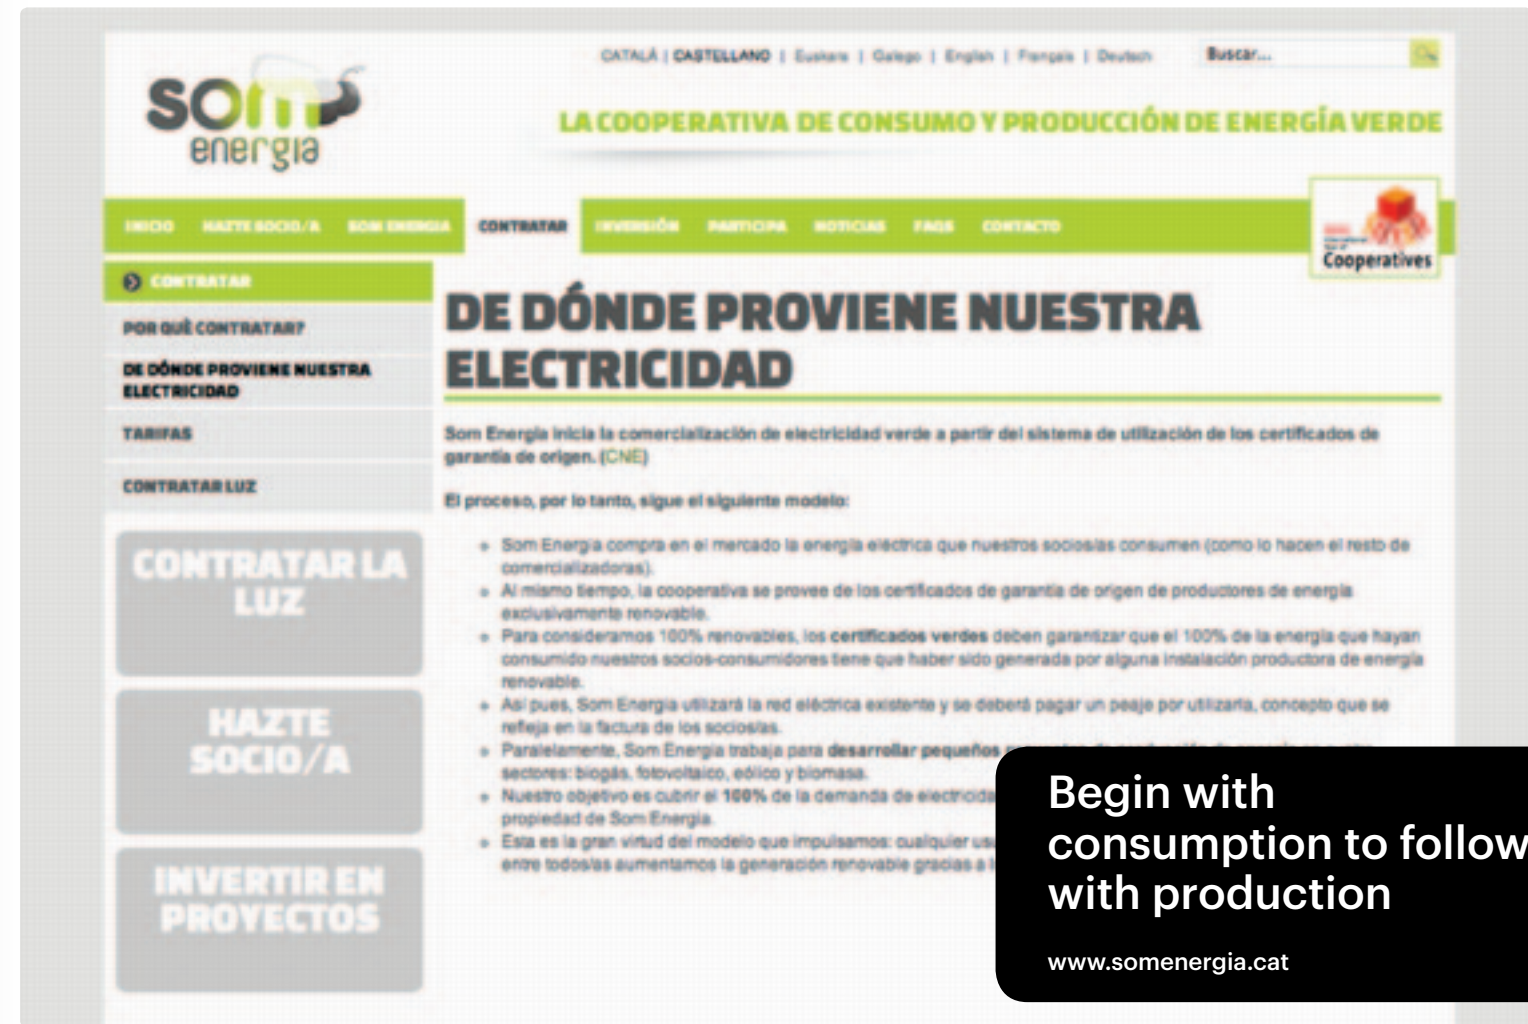 som
energia
CATALÀ | CASTELLANO | Euskara | Galego | English | Français | Deutsch
Buscar...
LA COOPERATIVA DE CONSUMO Y PRODUCCIÓN DE ENERGÍA VERDE
INICIO HAZTE SOCIO/A SOM ENERGIA CONTRATAR INVERSIÓN PARTICIPA NOTICIAS FAQS CONTACTO
Cooperatives
CONTRATAR
POR QUÈ CONTRATAR?
DE DÓNDE PROVIENE NUESTRA
ELECTRICIDAD
TARIFAS
CONTRATAR LUZ
CONTRATAR LA
LUZ
HAZTE
SOCIO/A
INVERTIR EN
PROYECTOS
DE DÓNDE PROVIENE NUESTRA
ELECTRICIDAD
Som Energia inicia la comercialización de electricidad verde a partir del sistema de utilización de los certificados de
garantía de origen. (CNE)
El proceso, por lo tanto, sigue el siguiente modelo:
Som Energia compra en el mercado la energía eléctrica que nuestros socios/as consumen (como lo hacen el resto de
comercializadoras).
Al mismo tiempo, la cooperativa se provee de los certificados de garantía de origen de productores de energía
exclusivamente renovable.
Para considerarnos 100% renovables, los certificados verdes deben garantizar que el 100% de la energía que hayan
consumido nuestros socios-consumidores tiene que haber sido generada por alguna instalación productora de energía
renovable.
Así pues, Som Energia utilizará la red eléctrica existente y se deberá pagar un peaje por utilizarla, concepto que se
refleja en la factura de los socios/as.
Paralelamente, Som Energia trabaja para desarrollar pequeños
sectores: biogás, fotovoltaico, eólico y biomasa.
Nuestro objetivo es cubrir el 100% de la demanda de electricida
propiedad de Som Energia.
Esta es la gran virtud del modelo que impulsamos: cualquier usu
entre todos/as aumentamos la generación renovable gracias a
Begin with
consumption to follow
with production
www.somenergia.cat